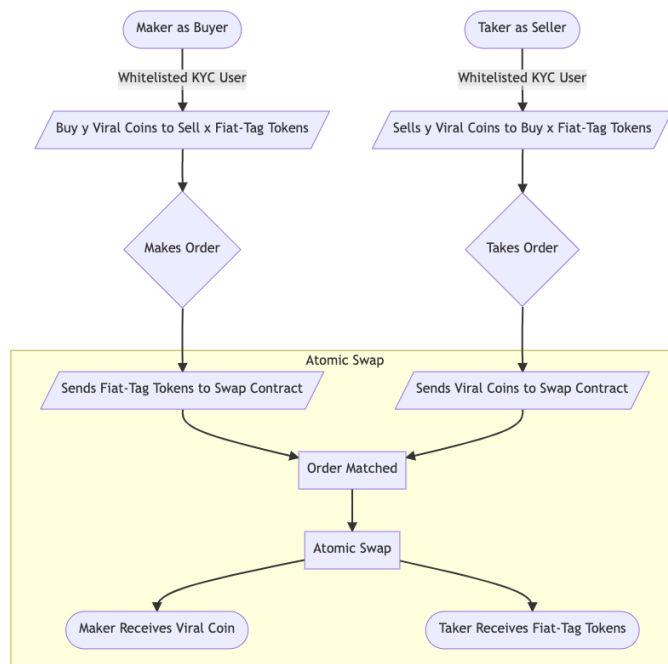 Maker as Buyer
Taker as Seller
Whitelisted KYC User
Whitelisted KYC User
Buy y Viral Coins to Sell x Fiat-Tag Tokens
Sells y Viral Coins to Buy x Fiat-Tag Tokens
Makes Order
Takes Order
Atomic Swap
Sends Fiat-Tag Tokens to Swap Contract
Sends Viral Coins to Swap Contract
Order Matched
Atomic Swap
Maker Receives Viral Coin
Taker Receives Fiat-Tag Tokens